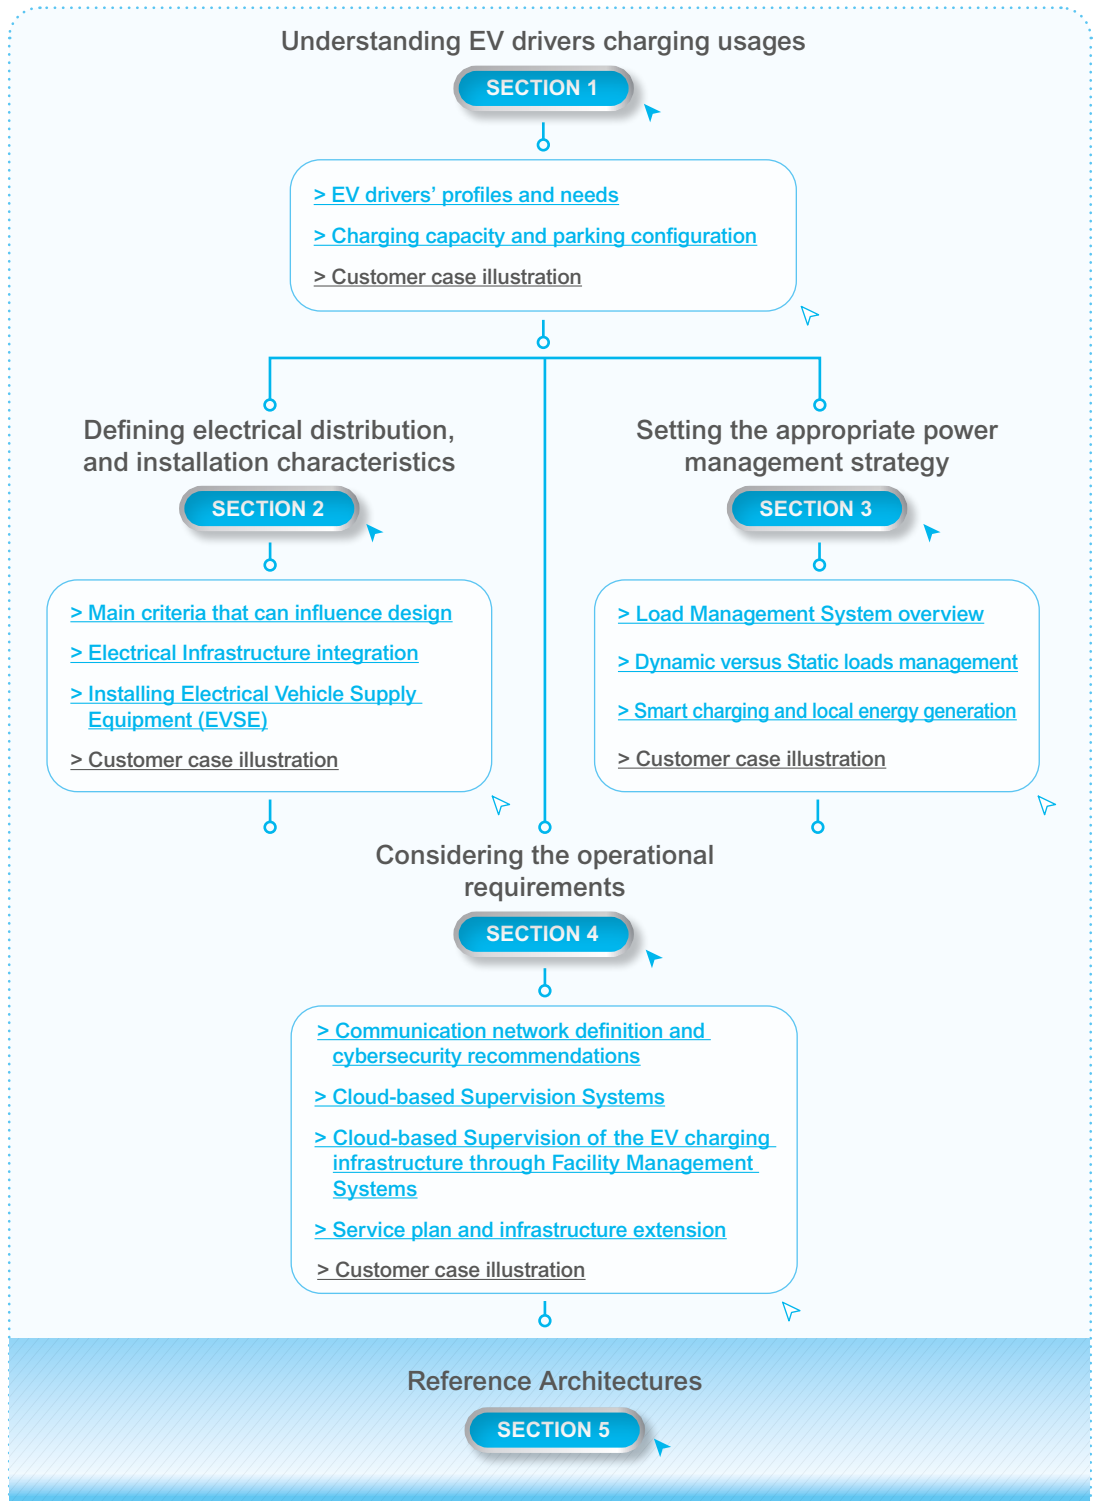 Understanding EV drivers charging usages
SECTION 1
> EV drivers’ profiles and needs
> Charging capacity and parking configuration
> Customer case illustration
Defining electrical distribution,
and installation characteristics
SECTION 2
> Main criteria that can influence design
> Electrical Infrastructure integration
> Installing Electrical Vehicle Supply
Equipment (EVSE)
> Customer case illustration
Setting the appropriate power
management strategy
SECTION 3
> Load Management System overview
> Dynamic versus Static loads management
> Smart charging and local energy generation
> Customer case illustration
Considering the operational
requirements
SECTION 4
> Communication network definition and
cybersecurity recommendations
> Cloud-based Supervision Systems
> Cloud-based Supervision of the EV charging
infrastructure through Facility Management
Systems
> Service plan and infrastructure extension
> Customer case illustration
Reference Architectures
SECTION 5